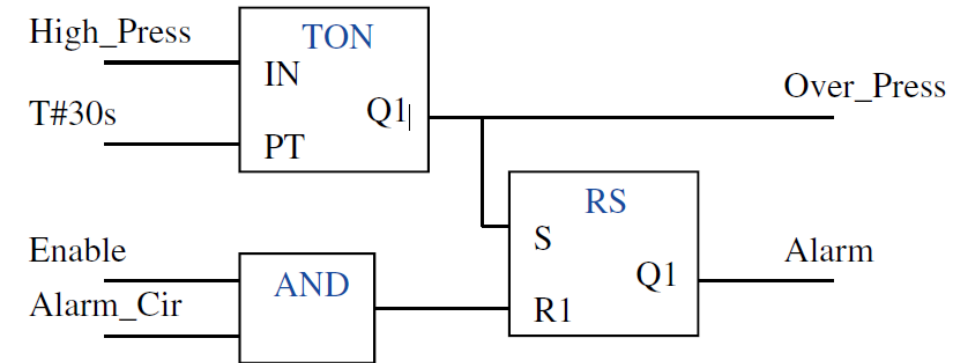 High_Press
TON
IN
T#30s
Q1
PT
Over_Press
RS
S
Enable
AND
Q1
Alarm
Alarm_Cir
R1